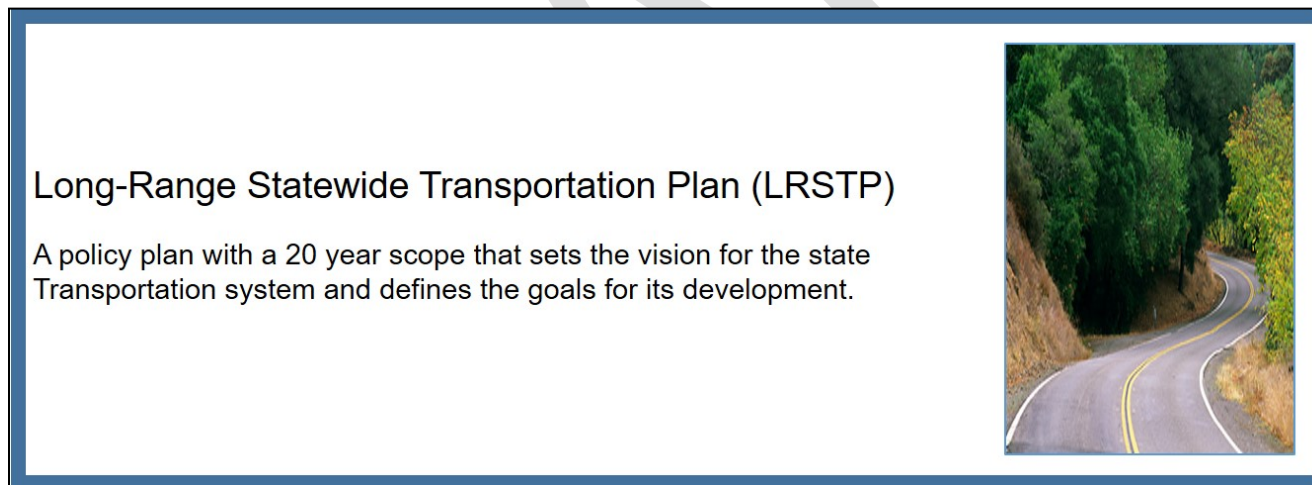 Long-Range Statewide Transportation Plan (LRSTP)
A policy plan with a 20 year scope that sets the vision for the state
Transportation system and defines the goals for its development.